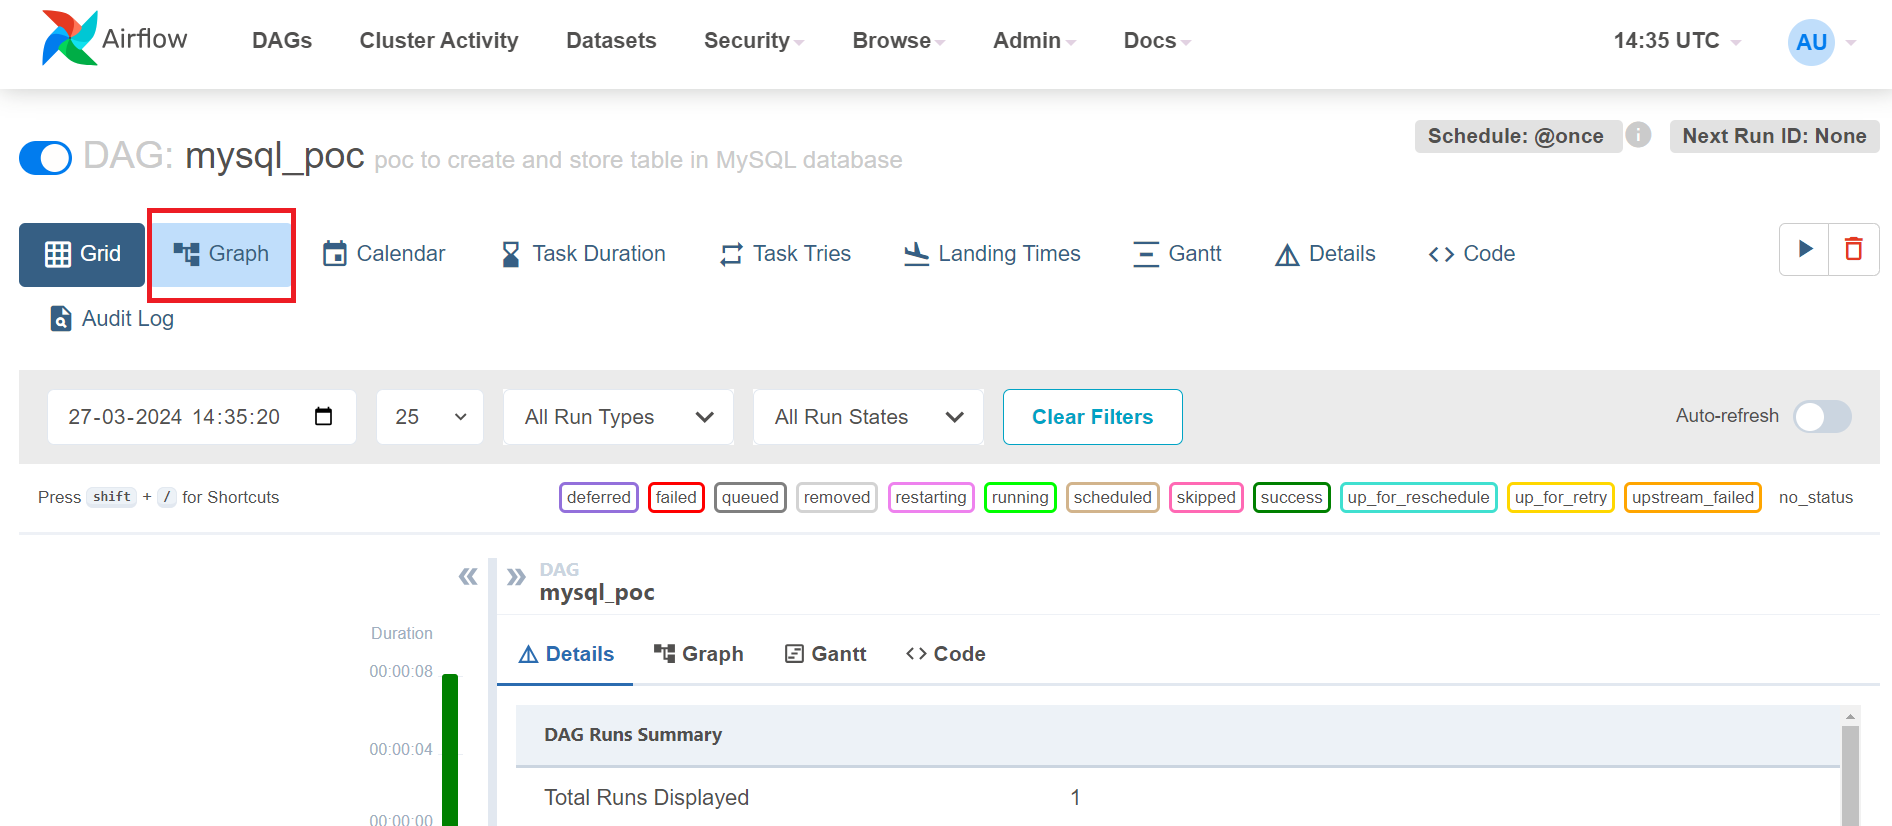 Airflow DAGs Cluster Activity Datasets Security Browse Admin Docs 14:35 UTC AU
Schedule: @once i Next Run ID: None
DAG: mysql_poc poc to create and store table in MySQL database
Grid Graph Calendar Task Duration Task Tries Landing Times Gantt Details Code
Audit Log
27-03-2024 14:35:20 25 All Run Types All Run States Clear Filters Auto-refresh
Press shift + / for Shortcuts deferred failed queued removed restarting running scheduled skipped success up_for_reschedule up_for_retry upstream_failed no_status
DAG
mysql_poc
Duration
Details Graph Gantt Code
00:00:08
DAG Runs Summary
00:00:04
Total Runs Displayed 1
00:00:00